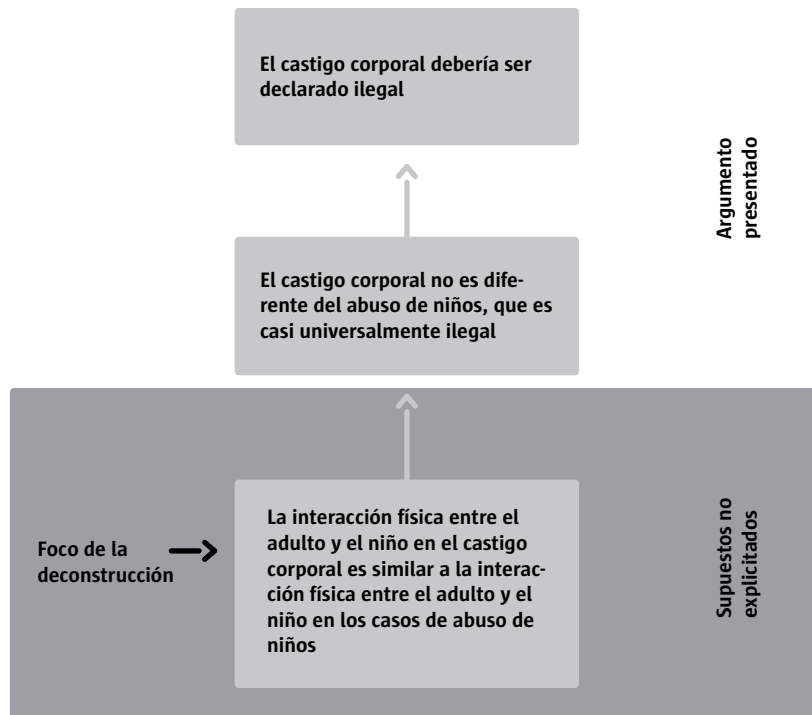 El castigo corporal debería ser
declarado ilegal
Argumento
presentado
El castigo corporal no es dife-
rente del abuso de niños, que es
casi universalmente ilegal
Foco de la
deconstrucción
La interacción física entre el
adulto y el niño en el castigo
corporal es similar a la interac-
ción física entre el adulto y el
niño en los casos de abuso de
niños
Supuestos no
explicitados